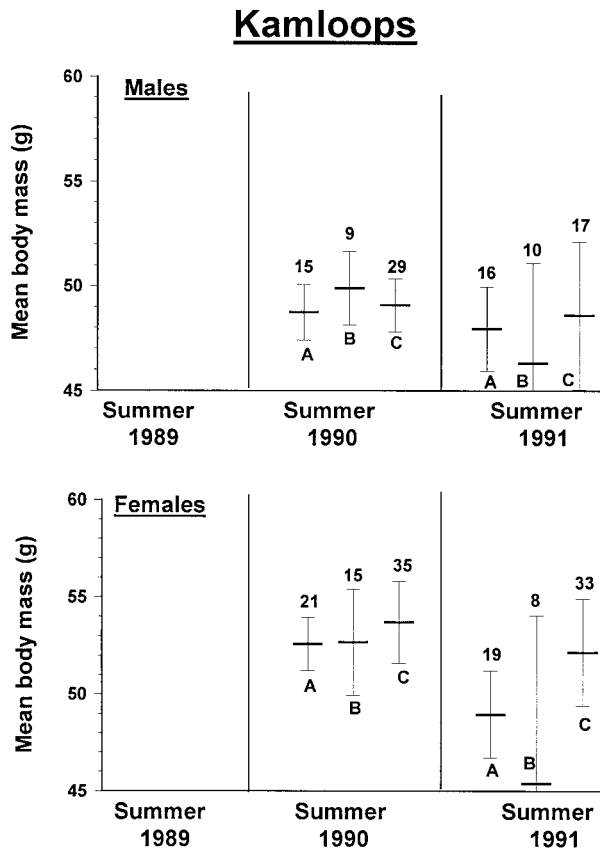 Kamloops
Mean body mass (g)
60
55
50
45
Males
15
9
29
A
B
C
16
10
17
A
B
C
Summer 1989
Summer 1990
Summer 1991
Mean body mass (g)
60
55
50
45
Females
21
15
35
A
B
C
19
8
33
A
B
C
Summer 1989
Summer 1990
Summer 1991